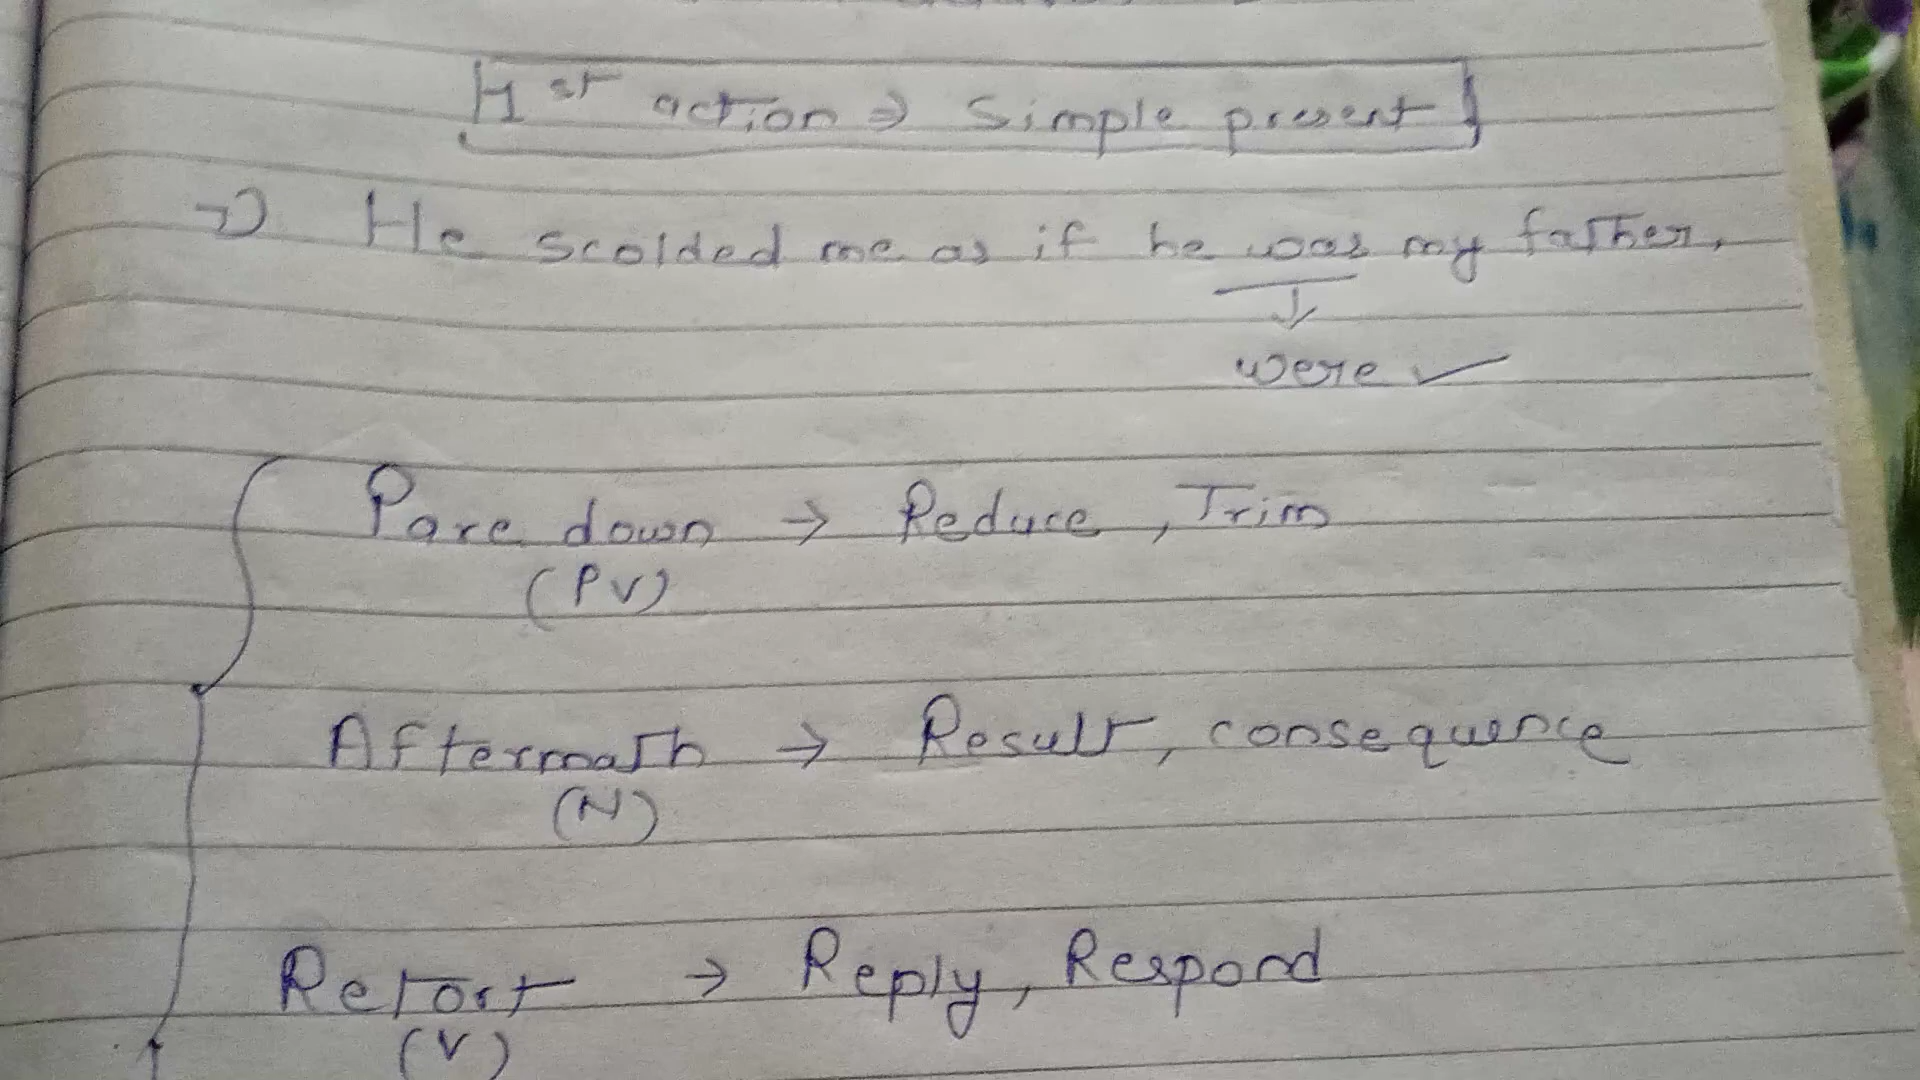 1st action ⇒ Simple present
→ He scolded me as if he was my father.
↓
were ✓
Pare down → Reduce, Trim
(PV)
Aftermath → Result, consequence
(N)
Retort → Reply, Respond
(V)